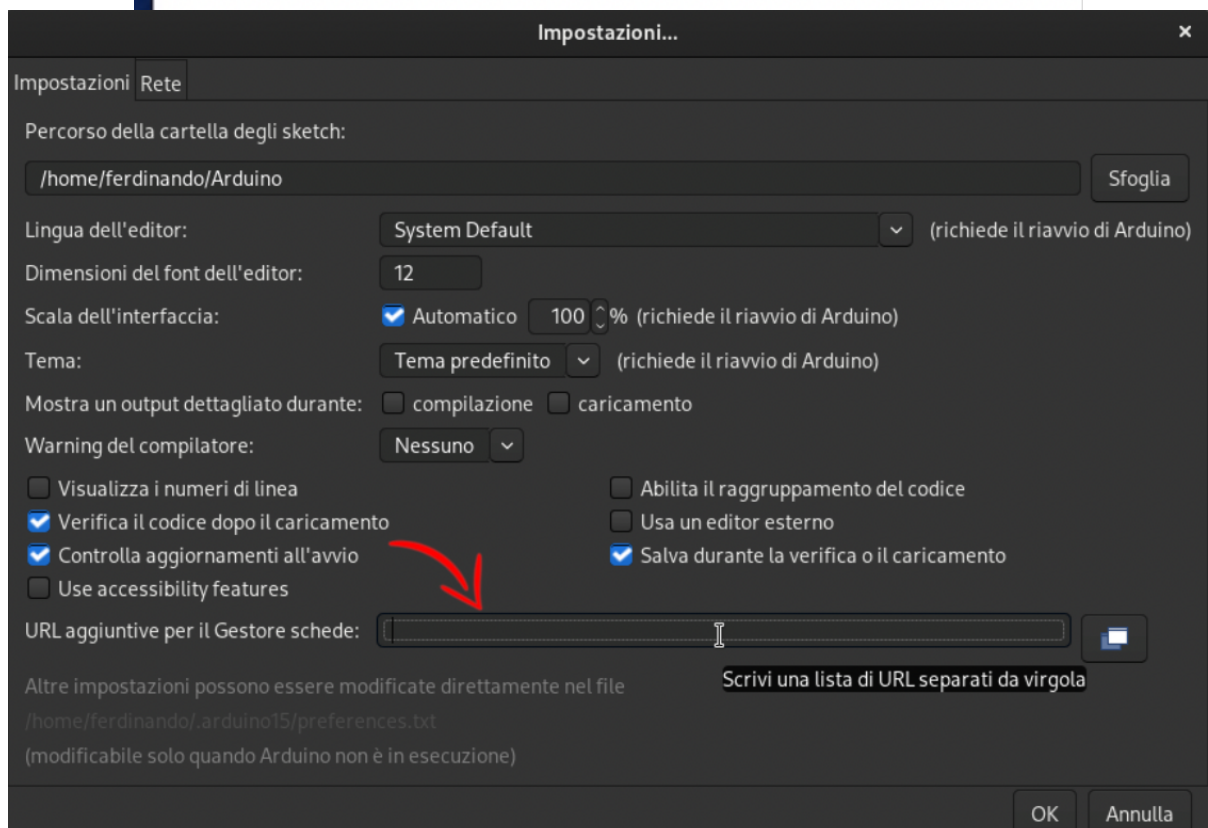 Impostazioni...
×
Impostazioni Rete
Percorso della cartella degli sketch:
/home/ferdinando/Arduino Sfoglia
Lingua dell'editor: System Default (richiede il riavvio di Arduino)
Dimensioni del font dell'editor: 12
Scala dell'interfaccia: Automatico 100 % (richiede il riavvio di Arduino)
Tema: Tema predefinito (richiede il riavvio di Arduino)
Mostra un output dettagliato durante: compilazione caricamento
Warning del compilatore: Nessuno
Visualizza i numeri di linea Abilita il raggruppamento del codice
Verifica il codice dopo il caricamento Usa un editor esterno
Controlla aggiornamenti all'avvio Salva durante la verifica o il caricamento
Use accessibility features
URL aggiuntive per il Gestore schede:
Scrivi una lista di URL separati da virgola
Altre impostazioni possono essere modificate direttamente nel file
/home/ferdinando/.arduino15/preferences.txt
(modificabile solo quando Arduino non è in esecuzione)
OK Annulla